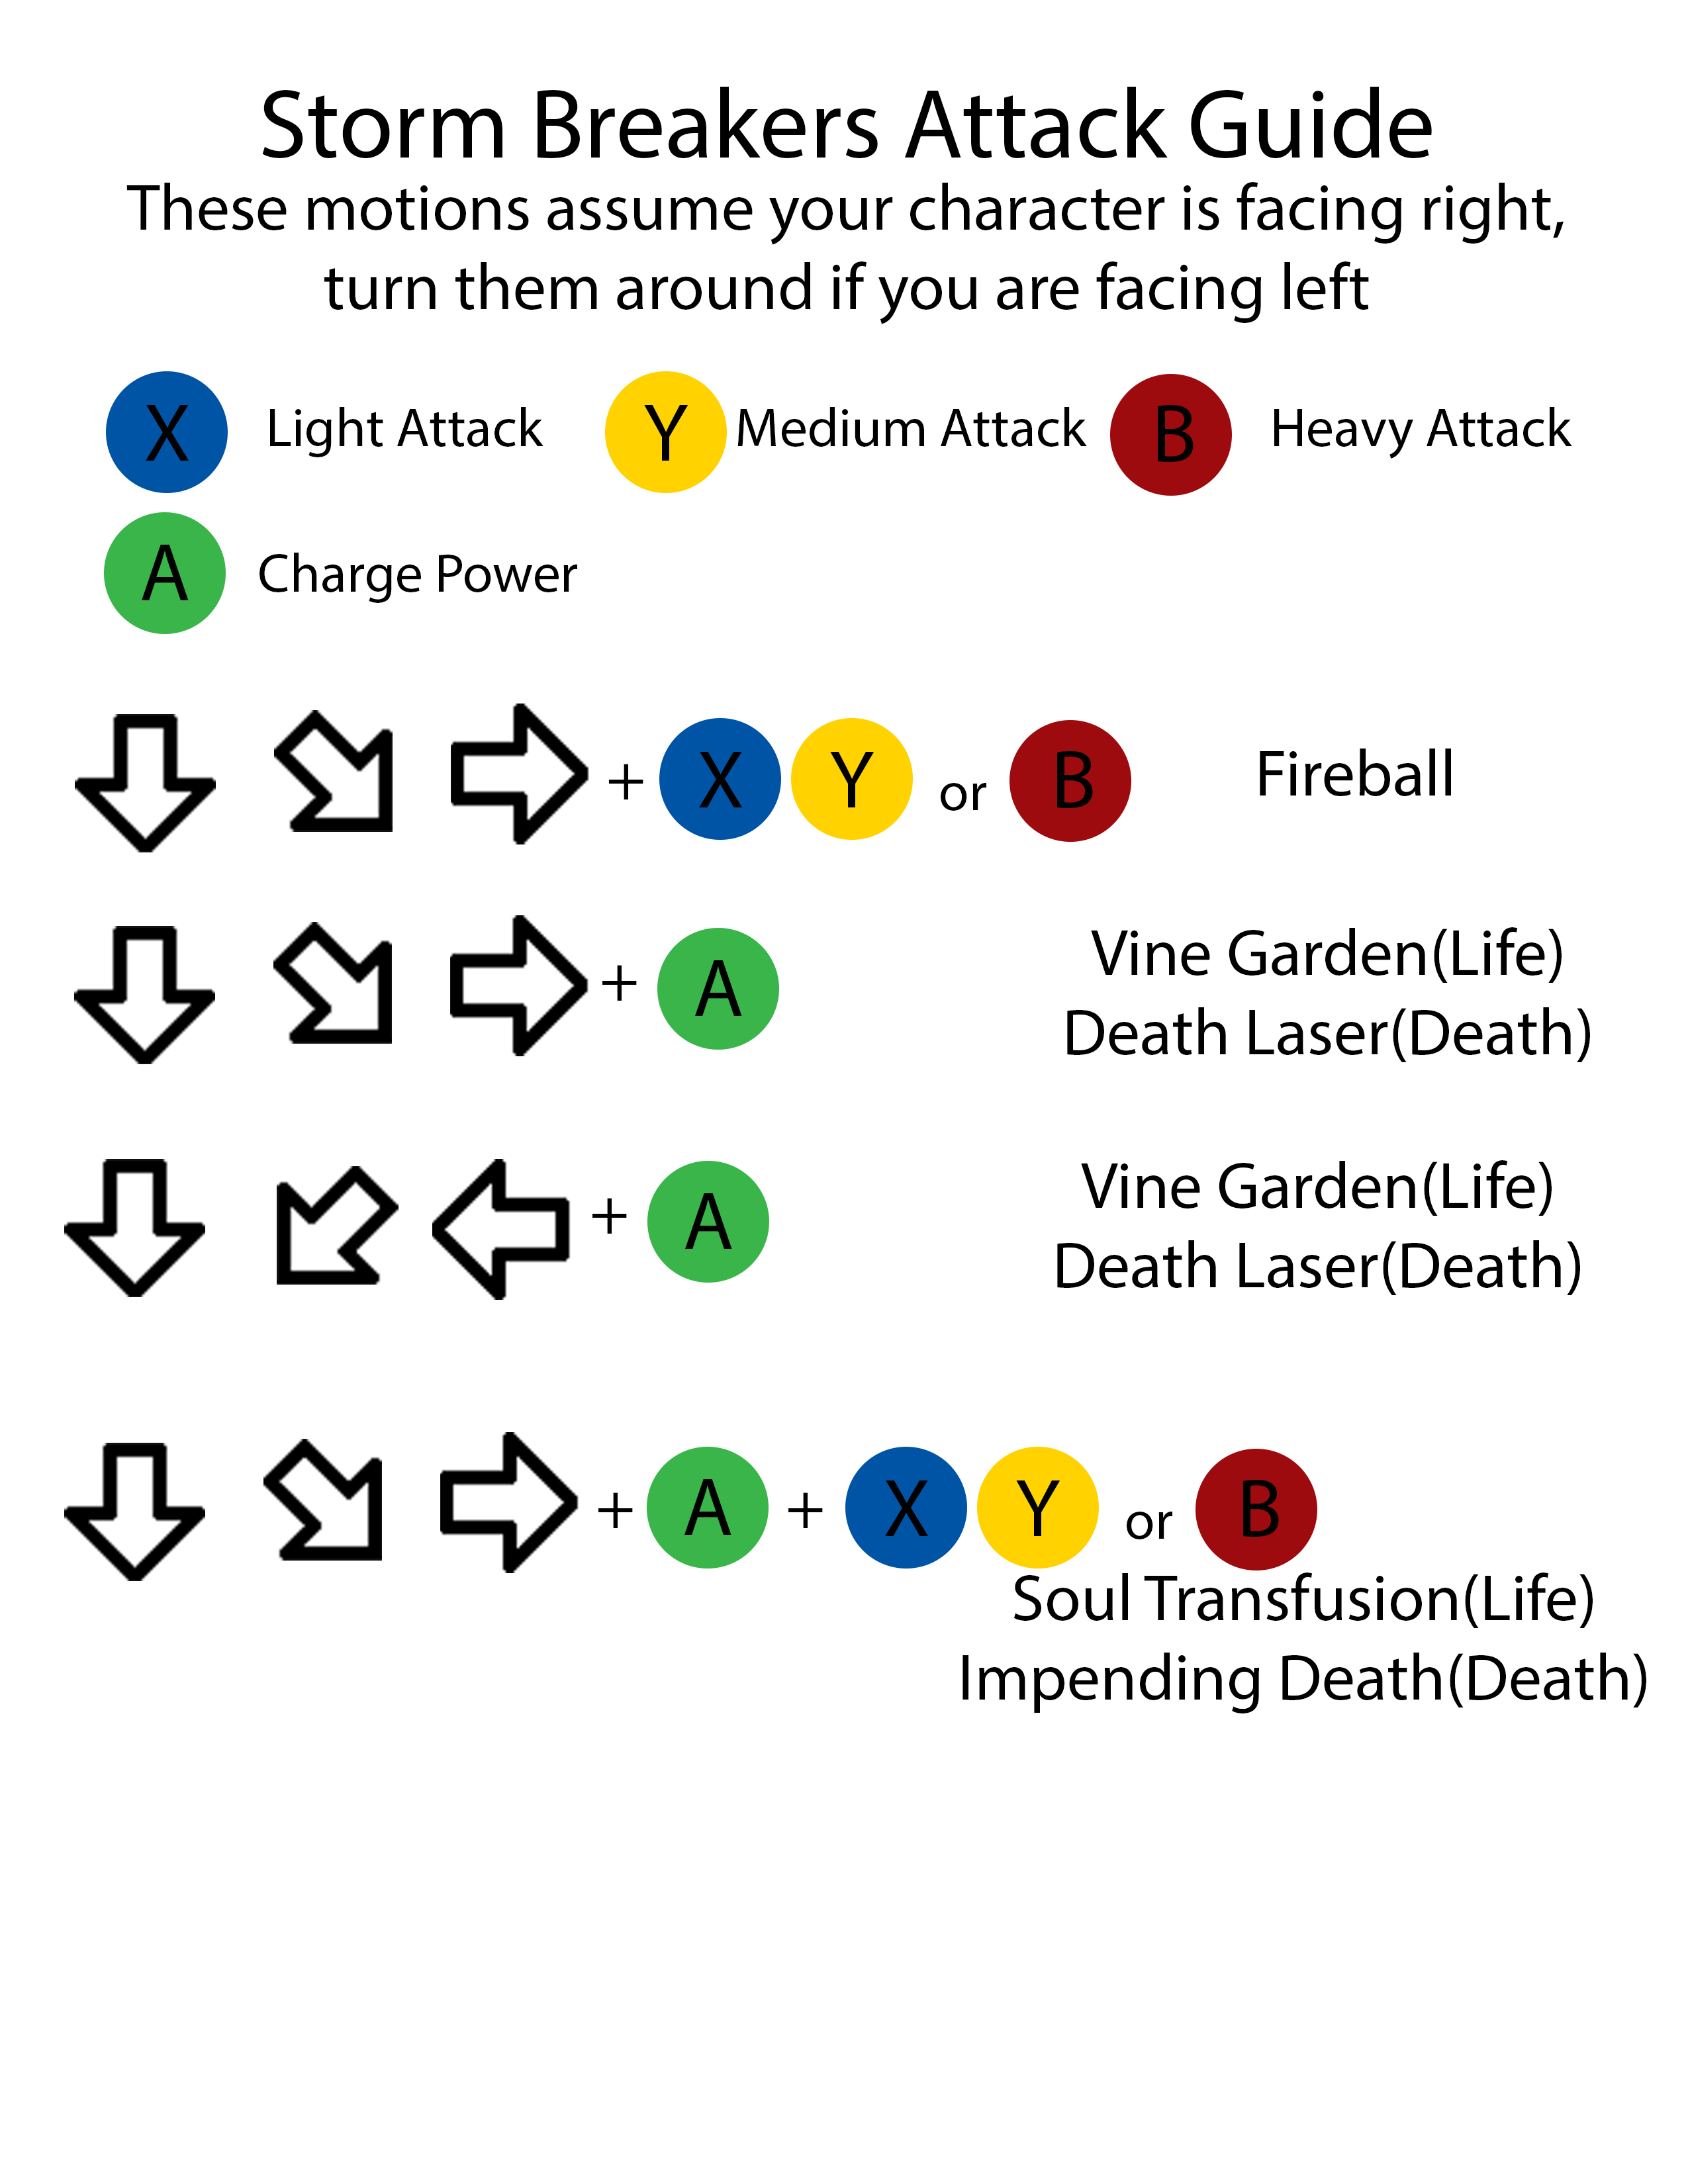 Storm Breakers Attack Guide
These motions assume your character is facing right,
turn them around if you are facing left
X Light Attack Y Medium Attack B Heavy Attack
A Charge Power
+ X Y or B Fireball
+ A Vine Garden(Life)
Death Laser(Death)
+ A Vine Garden(Life)
Death Laser(Death)
+ A + X Y or B
Soul Transfusion(Life)
Impending Death(Death)